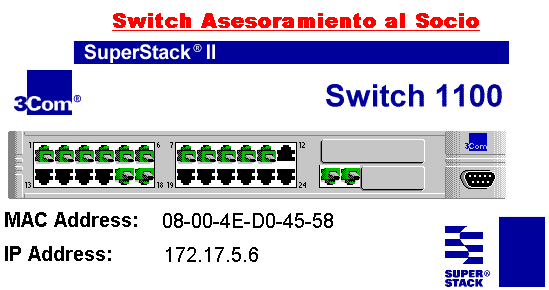 Switch Asesoramiento al Socio
SuperStack® II
3Com®
Switch 1100
1 6 7 12
3Com
13 18 19 24
MAC Address: 08-00-4E-D0-45-58
IP Address: 172.17.5.6
SUPER®
STACK